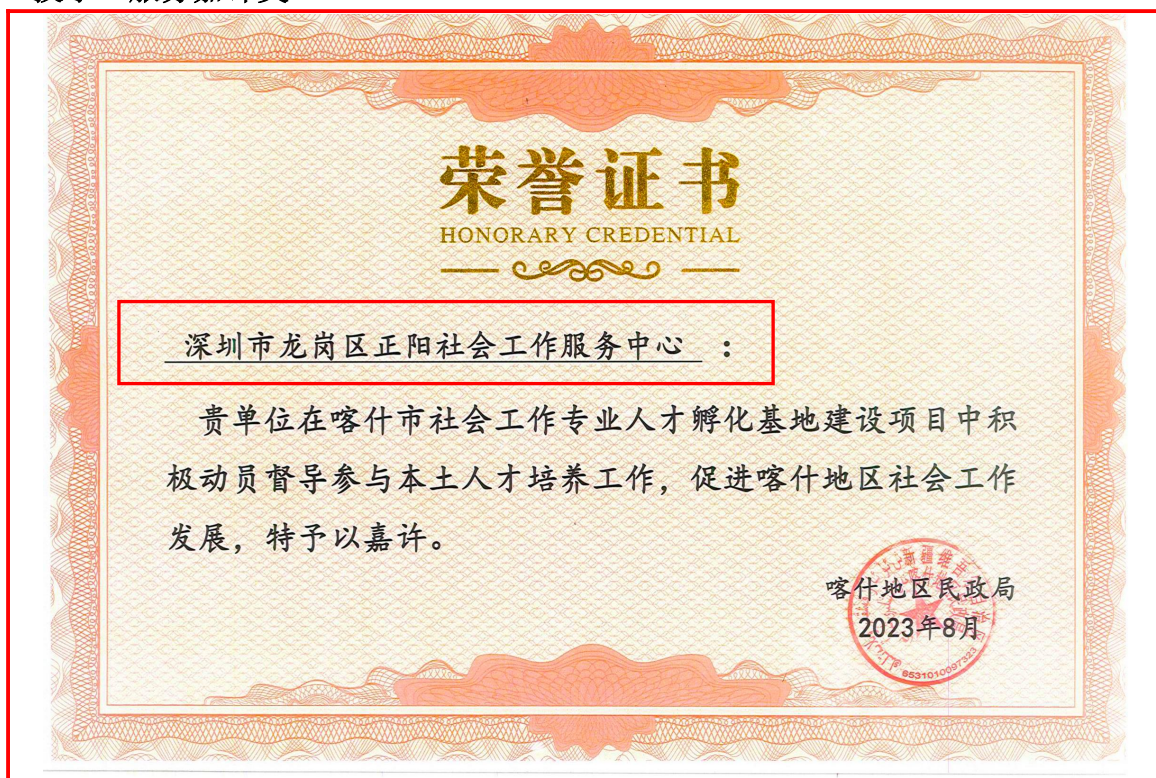 荣誉证书
HONORARY CREDENTIAL
深圳市龙岗区正阳社会工作服务中心 ：
贵单位在喀什市社会工作专业人才孵化基地建设项目中积
极动员督导参与本土人才培养工作，促进喀什地区社会工作
发展，特予以嘉许。
喀什地区民政局
2023年8月
6531010097323